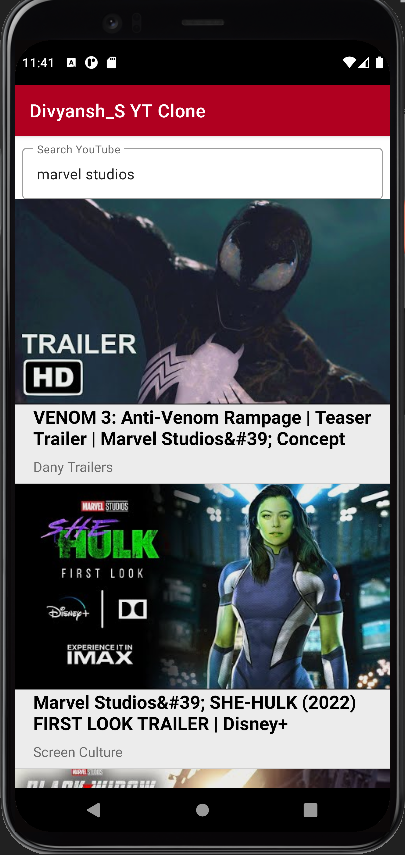 11:41
Divyansh_S YT Clone
Search YouTube
marvel studios
TRAILER
HD
VENOM 3: Anti-Venom Rampage | Teaser
Trailer | Marvel Studios&#39; Concept
Dany Trailers
MARVEL STUDIOS
SHE
HULK
FIRST LOOK
Disney+
EXPERIENCE IT IN
IMAX
Marvel Studios&#39; SHE-HULK (2022)
FIRST LOOK TRAILER | Disney+
Screen Culture
BLACK WIDOW